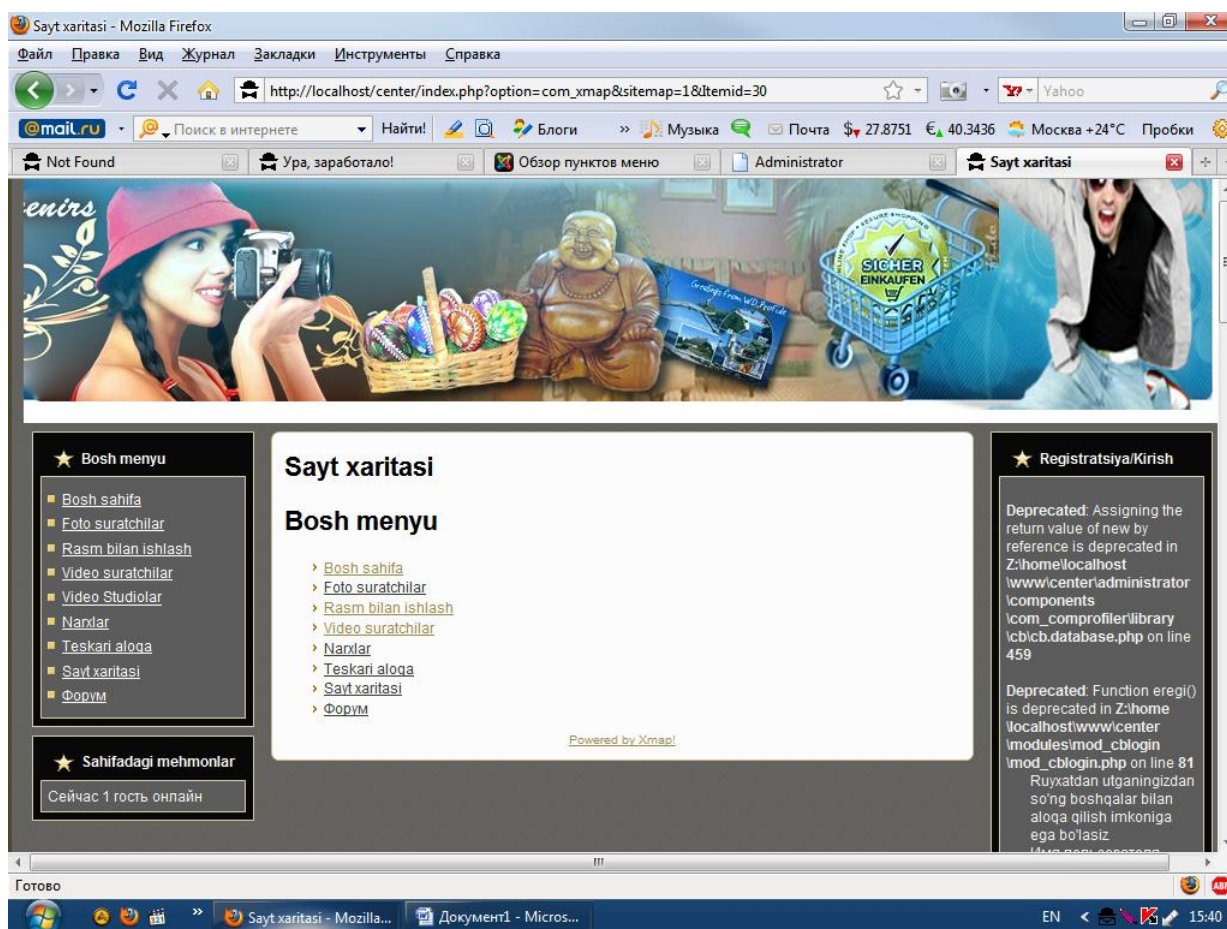 Sayt xaritasi - Mozilla Firefox
Файл Правка Вид Журнал Закладки Инструменты Справка
http://localhost/center/index.php?option=com_xmap&sitemap=1&Itemid=30
Yahoo
@mail.ru Поиск в интернете Найти! Блоги » Музыка Почта $▾ 27.8751 €▴ 40.3436 Москва +24°C Пробки
Not Found
Ура, заработало!
Обзор пунктов меню
Administrator
Sayt xaritasi
enirs
Greetings from WD.Profile
SICHER
EINKAUFEN
Bosh menyu
Bosh sahifa
Foto suratchilar
Rasm bilan ishlash
Video suratchilar
Video Studiolar
Narxlar
Teskari aloqa
Sayt xaritasi
Форум
Sahifadagi mehmonlar
Сейчас 1 гость онлайн
Sayt xaritasi
Bosh menyu
Bosh sahifa
Foto suratchilar
Rasm bilan ishlash
Video suratchilar
Narxlar
Teskari aloqa
Sayt xaritasi
Форум
Powered by Xmap!
Registratsiya/Kirish
Deprecated: Assigning the
return value of new by
reference is deprecated in
Z:\home\localhost
\www\center\administrator
\components
\com_comprofiler\library
\cb\cb.database.php on line
459
Deprecated: Function eregi()
is deprecated in Z:\home
\localhost\www\center
\modules\mod_cblogin
\mod_cblogin.php on line 81
Ruyxatdan utganingizdan
so'ng boshqalar bilan
aloqa qilish imkoniga
ega bo'lasiz
Готово
ABP
Sayt xaritasi - Mozilla...
Документ1 - Micros...
EN
15:40